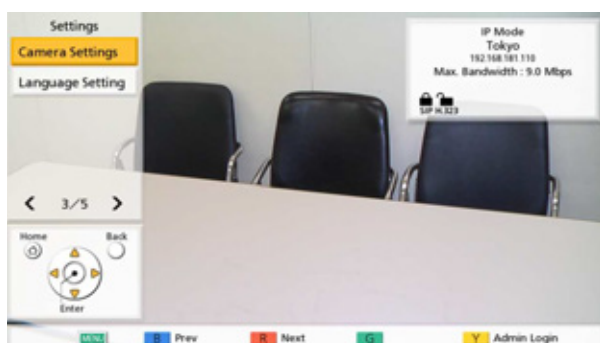 Settings
Camera Settings
Language Setting
3/5
Home
Back
Enter
IP Mode
Tokyo
192.168.181.110
Max. Bandwidth : 9.0 Mbps
SIP H.323
MENU
B Prev
R Next
G
Y Admin Login